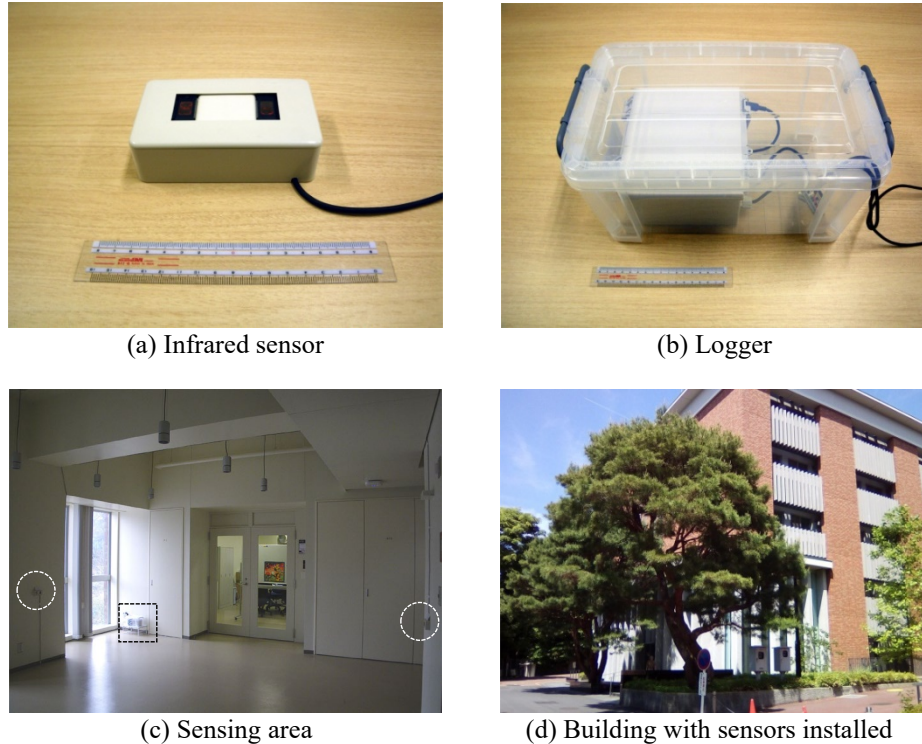 (a) Infrared sensor
(b) Logger
(c) Sensing area
(d) Building with sensors installed